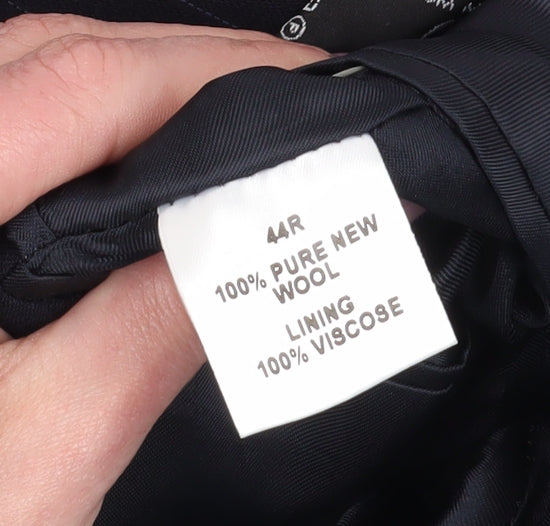 44R
100% PURE NEW
WOOL
LINING
100% VISCOSE